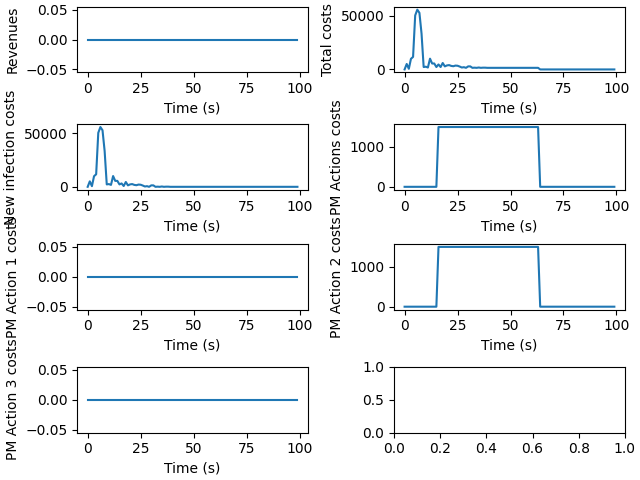 Revenues
0.05
0.00
−0.05
0 25 50 75 100
Time (s)
Total costs
50000
0
0 25 50 75 100
Time (s)
New infection costs
50000
0
0 25 50 75 100
Time (s)
PM Actions costs
1000
0
0 25 50 75 100
Time (s)
PM Action 1 costs
0.05
0.00
−0.05
0 25 50 75 100
Time (s)
PM Action 2 costs
1000
0
0 25 50 75 100
Time (s)
PM Action 3 costs
0.05
0.00
−0.05
0 25 50 75 100
Time (s)
1.0
0.5
0.0
0.0 0.2 0.4 0.6 0.8 1.0